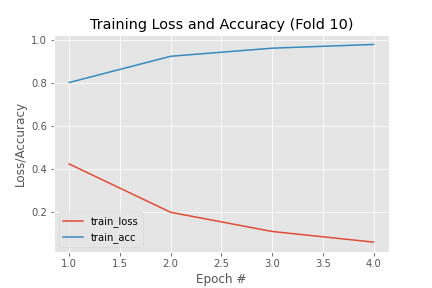 Training Loss and Accuracy (Fold 10)
1.0
0.8
0.6
0.4
0.2
Loss/Accuracy
train_loss
train_acc
1.0 1.5 2.0 2.5 3.0 3.5 4.0
Epoch #